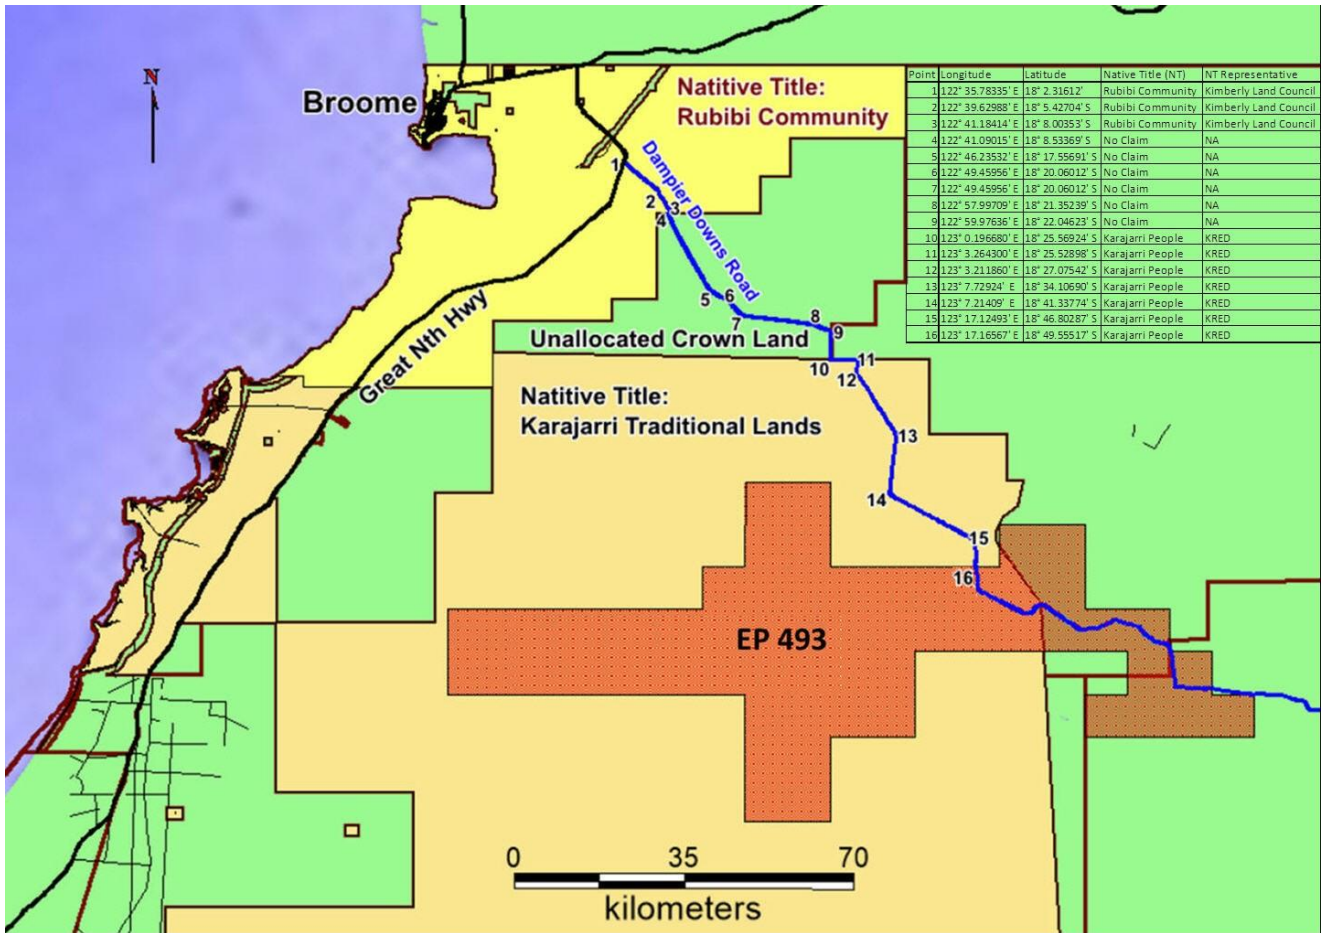 N
Broome
Natitive Title:
Rubibi Community
Point Longitude Latitude Native Title (NT) NT Representative
1 122° 35.78335' E 18° 2.31612' Rubibi Community Kimberly Land Council
2 122° 39.62988' E 18° 5.42704' S Rubibi Community Kimberly Land Council
3 122° 41.18414' E 18° 8.00353' S Rubibi Community Kimberly Land Council
4 122° 41.09015' E 18° 8.53369' S No Claim NA
5 122° 46.23532' E 18° 17.55691' S No Claim NA
6 122° 49.45956' E 18° 20.06012' S No Claim NA
7 122° 49.45956' E 18° 20.06012' S No Claim NA
8 122° 57.99709' E 18° 21.35239' S No Claim NA
9 122° 59.97636' E 18° 22.04623' S No Claim NA
10 123° 0.196680' E 18° 25.56924' S Karajarri People KRED
11 123° 3.264300' E 18° 25.52898' S Karajarri People KRED
12 123° 3.211860' E 18° 27.07542' S Karajarri People KRED
13 123° 7.72924' E 18° 34.10690' S Karajarri People KRED
14 123° 7.21409' E 18° 41.33774' S Karajarri People KRED
15 123° 17.12493' E 18° 46.80287' S Karajarri People KRED
16 123° 17.16567' E 18° 49.55517' S Karajarri People KRED
1
Dampier Downs Road
2
3
4
5
6
7
8
9
Great Nth Hwy
Unallocated Crown Land
10
11
12
Natitive Title:
Karajarri Traditional Lands
13
14
15
16
EP 493
0 35 70
kilometers